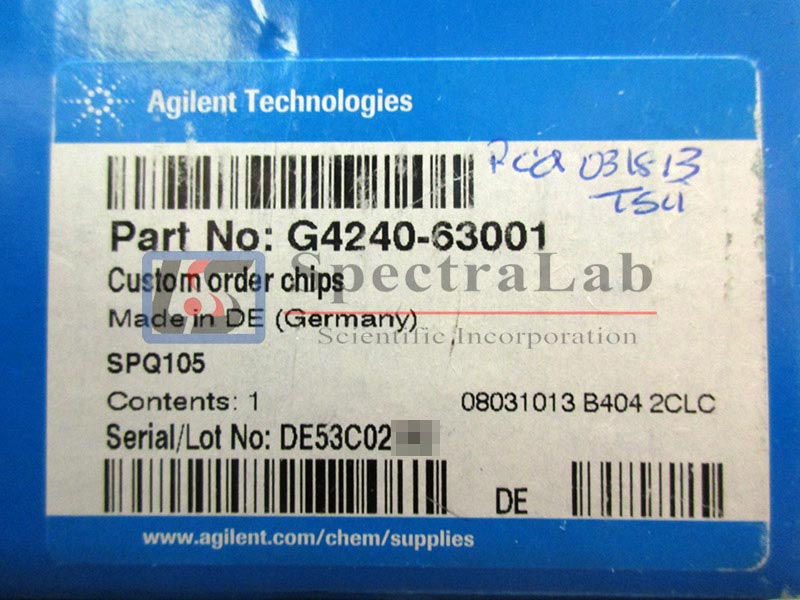 Agilent Technologies
Part No: G4240-63001
Custom order chips
SpectraLab
Made in DE (Germany)
Scientific Incorporation
SPQ105
Contents: 1
08031013 B404 2CLC
Serial/Lot No: DE53C02
DE
www.agilent.com/chem/supplies